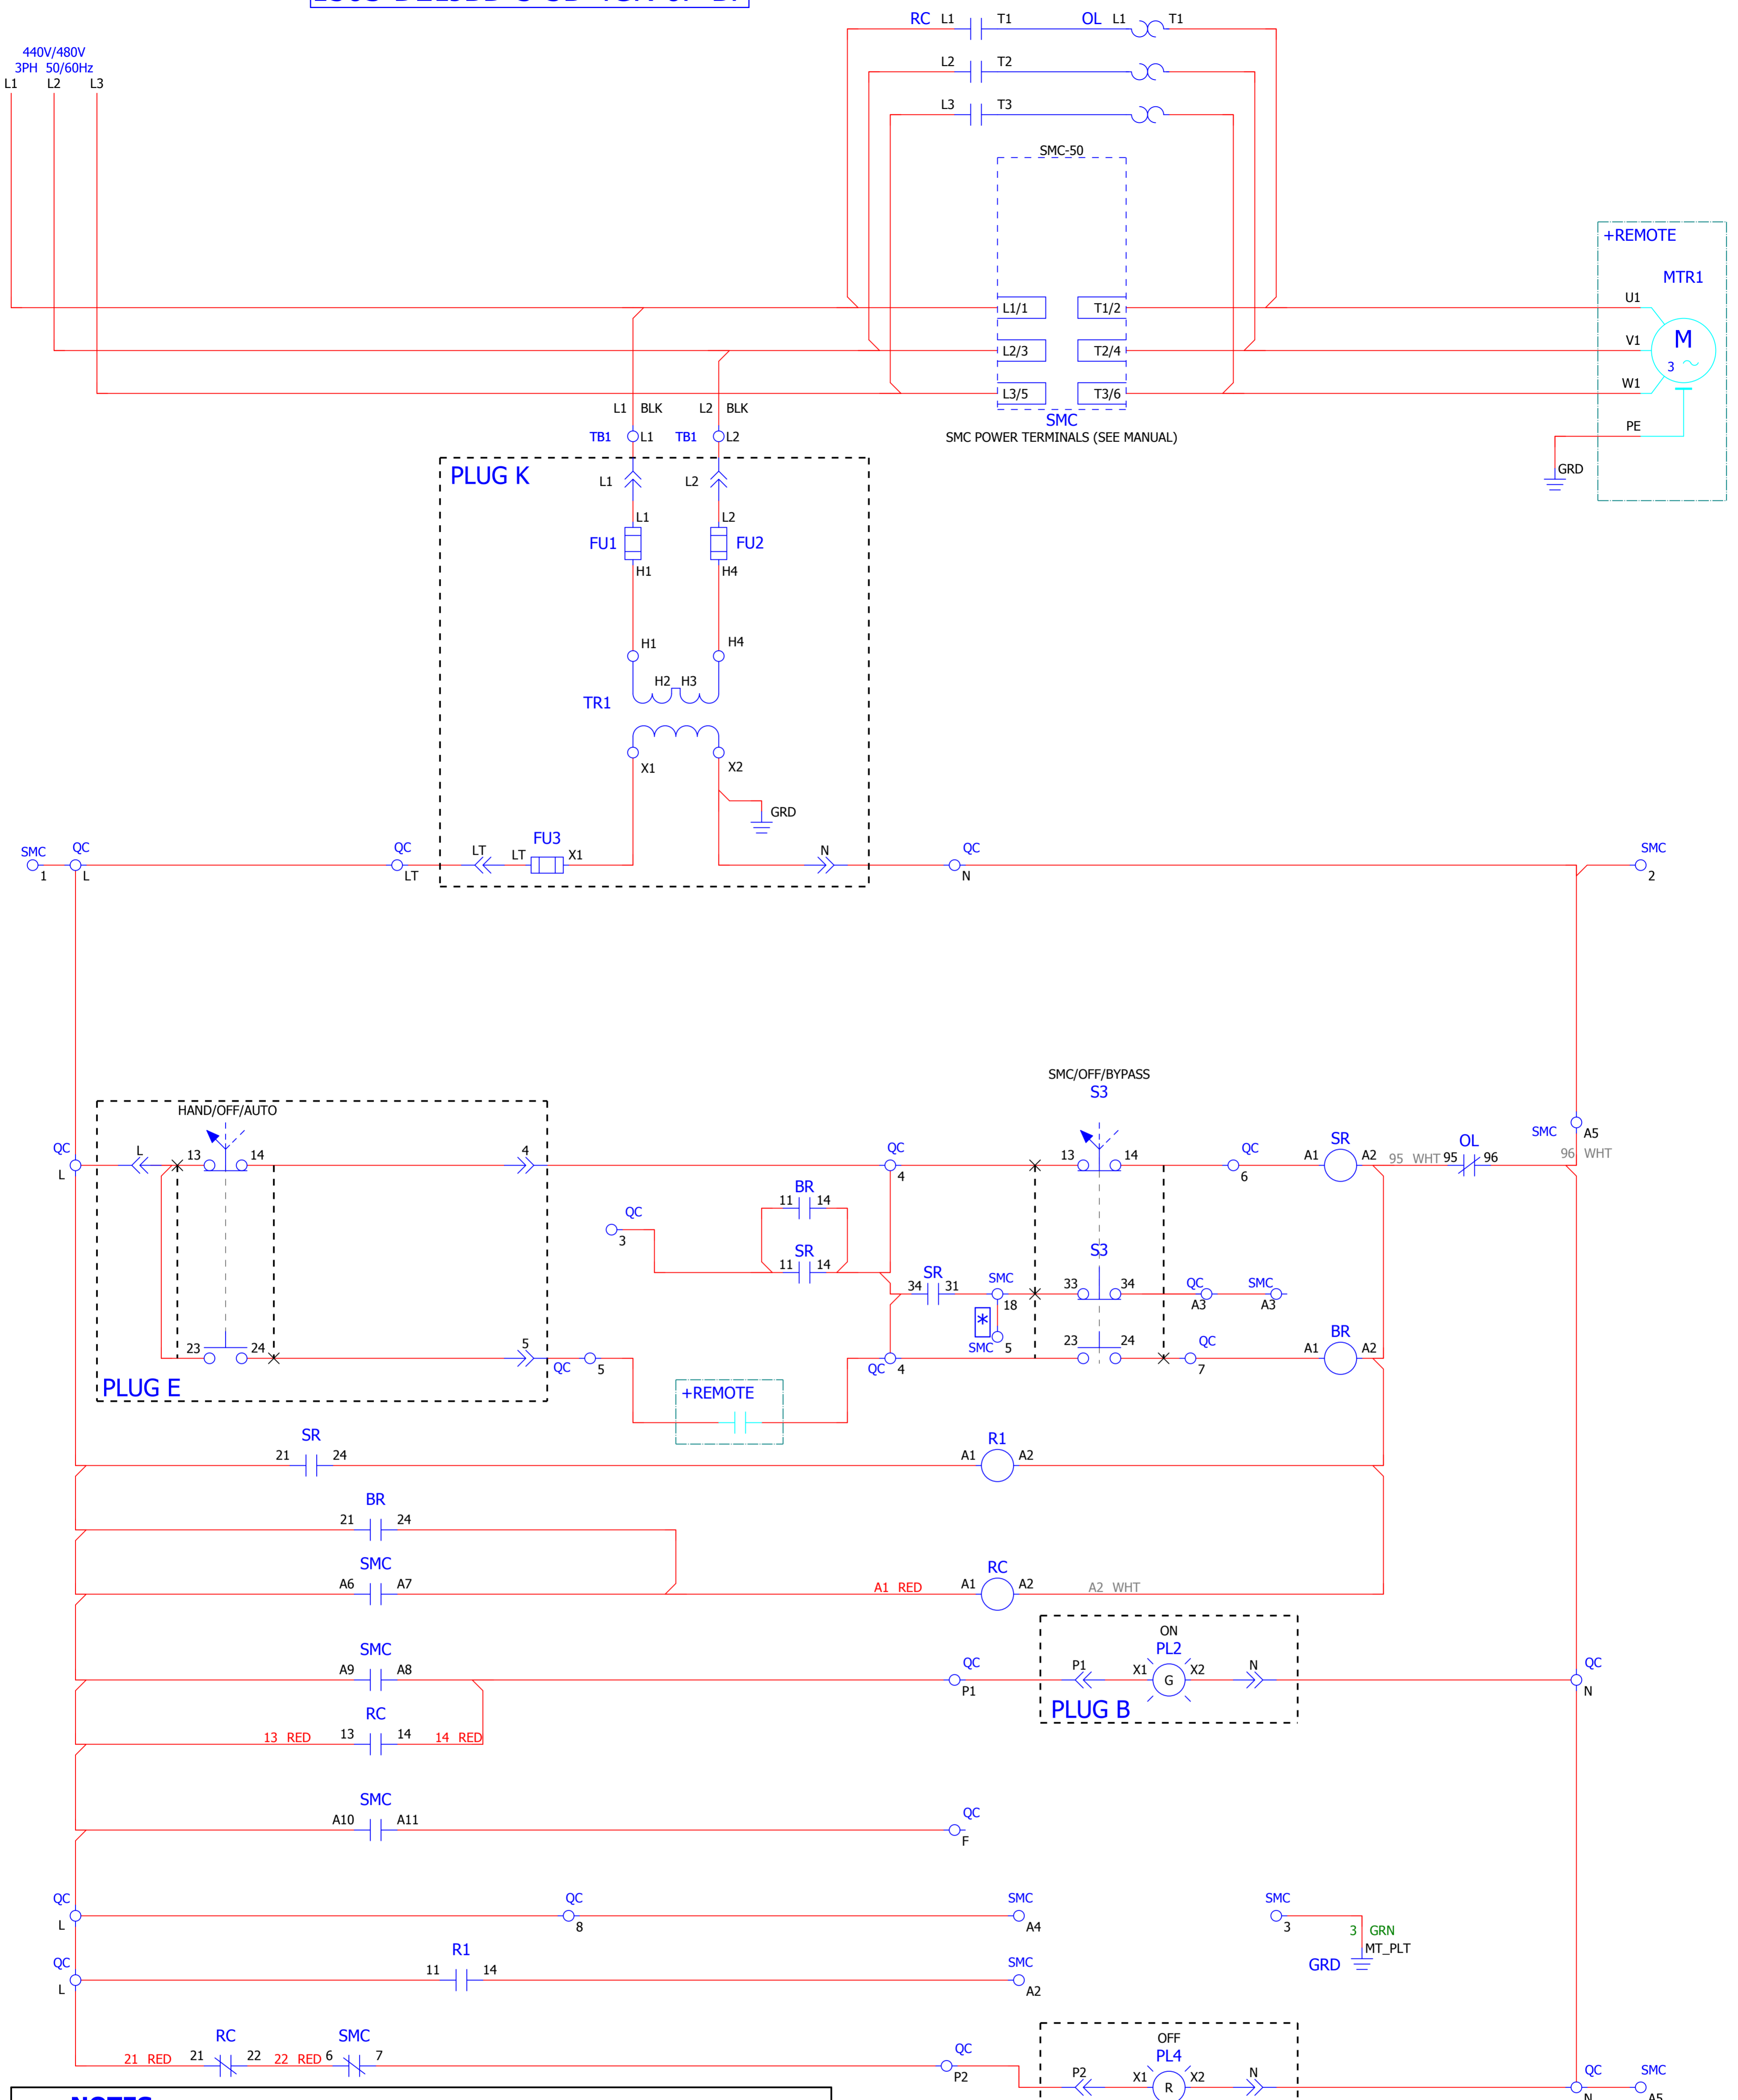 RC L1 T1 OL L1 T1
440V/480V
3PH 50/60Hz
L1 L2 L3
L2 T2
L3 T3
SMC-50
+REMOTE
MTR1
U1
L1/1 T1/2
V1 M
L2/3 T2/4
3
W1
L3/5 T3/6
L1 BLK L2 BLK
SMC
PE
TB1 L1 TB1 L2
SMC POWER TERMINALS (SEE MANUAL)
PLUG K
L1 L2
GRD
L1 L2
FU1 FU2
H1 H4
H1 H4
H2 H3
TR1
X1 X2
GRD
FU3
SMC QC QC LT LT X1 N QC SMC
1 L LT N 2
SMC/OFF/BYPASS
S3
HAND/OFF/AUTO
SMC A5
QC L 13 14 4 QC 13 14 QC SR OL
A1 A2 95 WHT 95 96 96 WHT
L 4 6
BR
11 14
QC
3
SR S3
11 14
SR
34 31 SMC 33 34 QC SMC
18 A3 A3
*
SMC 5
23 24 5 23 24 QC A1 BR A2
QC 5 QC 4 7
PLUG E
+REMOTE
SR R1
21 24 A1 A2
BR
21 24
SMC RC
A6 A7 A1 RED A1 A2 A2 WHT
ON
SMC PL2
A9 A8 QC P1 X1 X2 N QC
P1 G N
PLUG B
RC
13 RED 13 14 14 RED
SMC
A10 A11 QC
F
QC QC SMC SMC
L 8 A4 3
3 GRN
MT_PLT
GRD
QC R1 SMC
11 14
L A2
OFF
RC SMC PL4
21 RED 21 22 22 RED 6 7 QC
P2 P2 X1 X2 N QC SMC
R